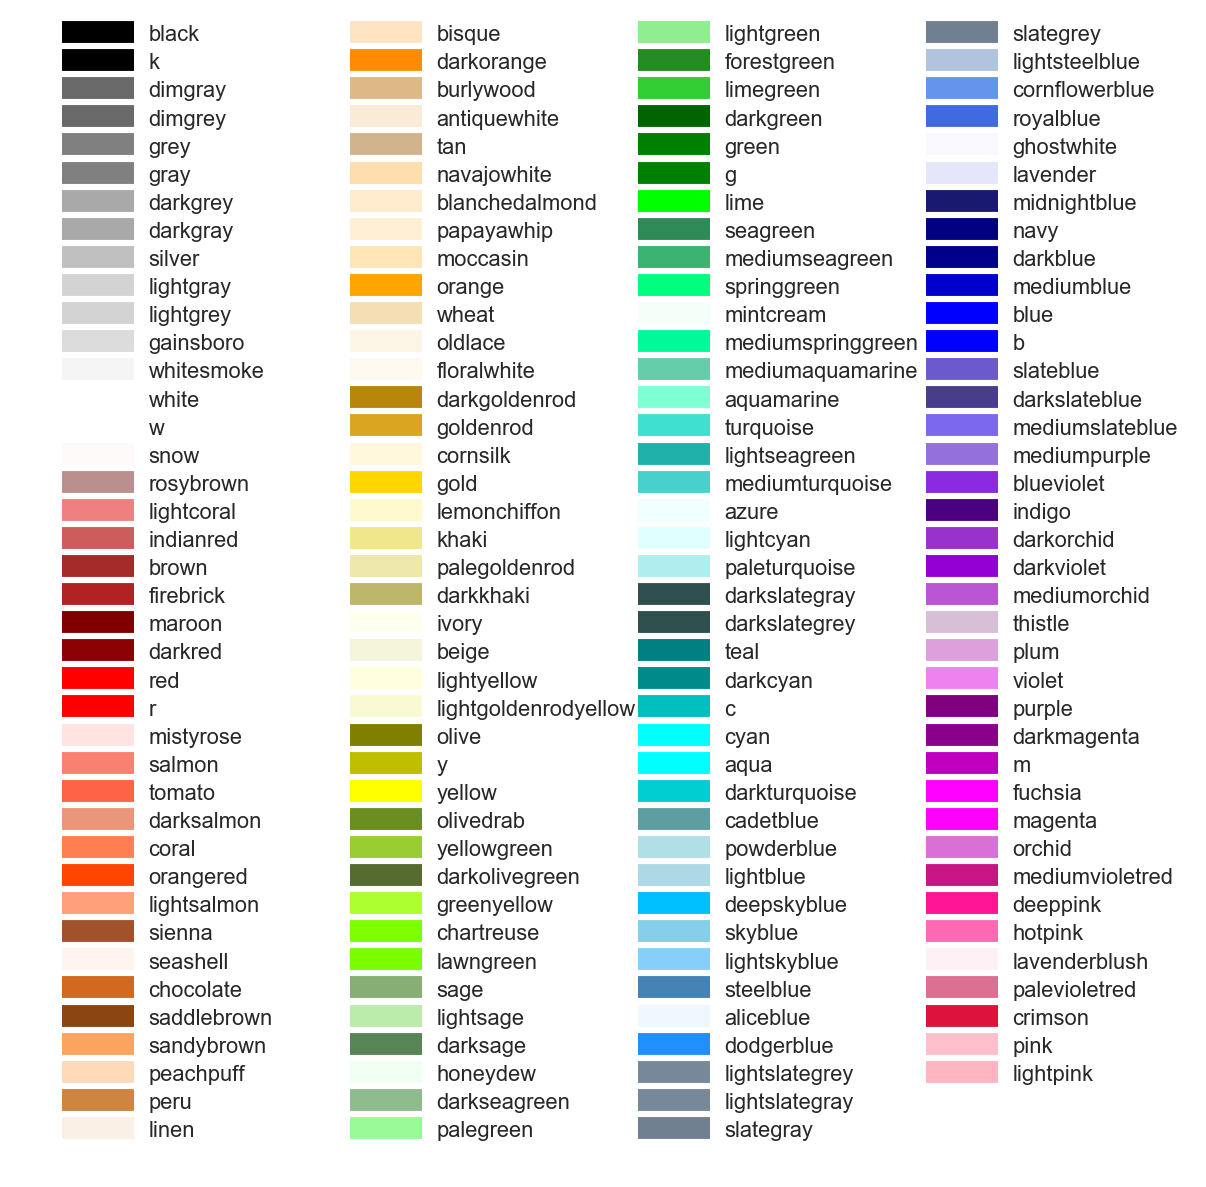 black
k
dimgray
dimgrey
grey
gray
darkgrey
darkgray
silver
lightgray
lightgrey
gainsboro
whitesmoke
white
w
snow
rosybrown
lightcoral
indianred
brown
firebrick
maroon
darkred
red
r
mistyrose
salmon
tomato
darksalmon
coral
orangered
lightsalmon
sienna
seashell
chocolate
saddlebrown
sandybrown
peachpuff
peru
linen
bisque
darkorange
burlywood
antiquewhite
tan
navajowhite
blanchedalmond
papayawhip
moccasin
orange
wheat
oldlace
floralwhite
darkgoldenrod
goldenrod
cornsilk
gold
lemonchiffon
khaki
palegoldenrod
darkkhaki
ivory
beige
lightyellow
lightgoldenrodyellow
olive
y
yellow
olivedrab
yellowgreen
darkolivegreen
greenyellow
chartreuse
lawngreen
sage
lightsage
darksage
honeydew
darkseagreen
palegreen
lightgreen
forestgreen
limegreen
darkgreen
green
g
lime
seagreen
mediumseagreen
springgreen
mintcream
mediumspringgreen
mediumaquamarine
aquamarine
turquoise
lightseagreen
mediumturquoise
azure
lightcyan
paleturquoise
darkslategray
darkslategrey
teal
darkcyan
c
cyan
aqua
darkturquoise
cadetblue
powderblue
lightblue
deepskyblue
skyblue
lightskyblue
steelblue
aliceblue
dodgerblue
lightslategrey
lightslategray
slategray
slategrey
lightsteelblue
cornflowerblue
royalblue
ghostwhite
lavender
midnightblue
navy
darkblue
mediumblue
blue
b
slateblue
darkslateblue
mediumslateblue
mediumpurple
blueviolet
indigo
darkorchid
darkviolet
mediumorchid
thistle
plum
violet
purple
darkmagenta
m
fuchsia
magenta
orchid
mediumvioletred
deeppink
hotpink
lavenderblush
palevioletred
crimson
pink
lightpink